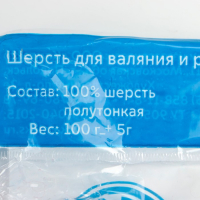 Шерсть для валяния и р
Состав: 100% шерсть
полутонкая
Вес: 100 г ± 5г